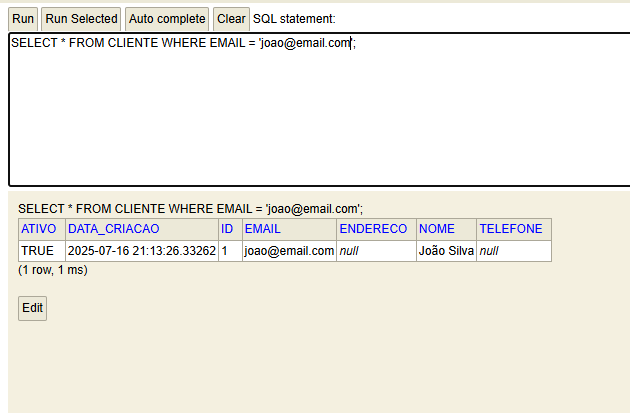 Run Run Selected Auto complete Clear SQL statement:
SELECT * FROM CLIENTE WHERE EMAIL = 'joao@email.com';
SELECT * FROM CLIENTE WHERE EMAIL = 'joao@email.com';
ATIVO DATA_CRIACAO ID EMAIL ENDERECO NOME TELEFONE
TRUE 2025-07-16 21:13:26.33262 1 joao@email.com null João Silva null
(1 row, 1 ms)
Edit